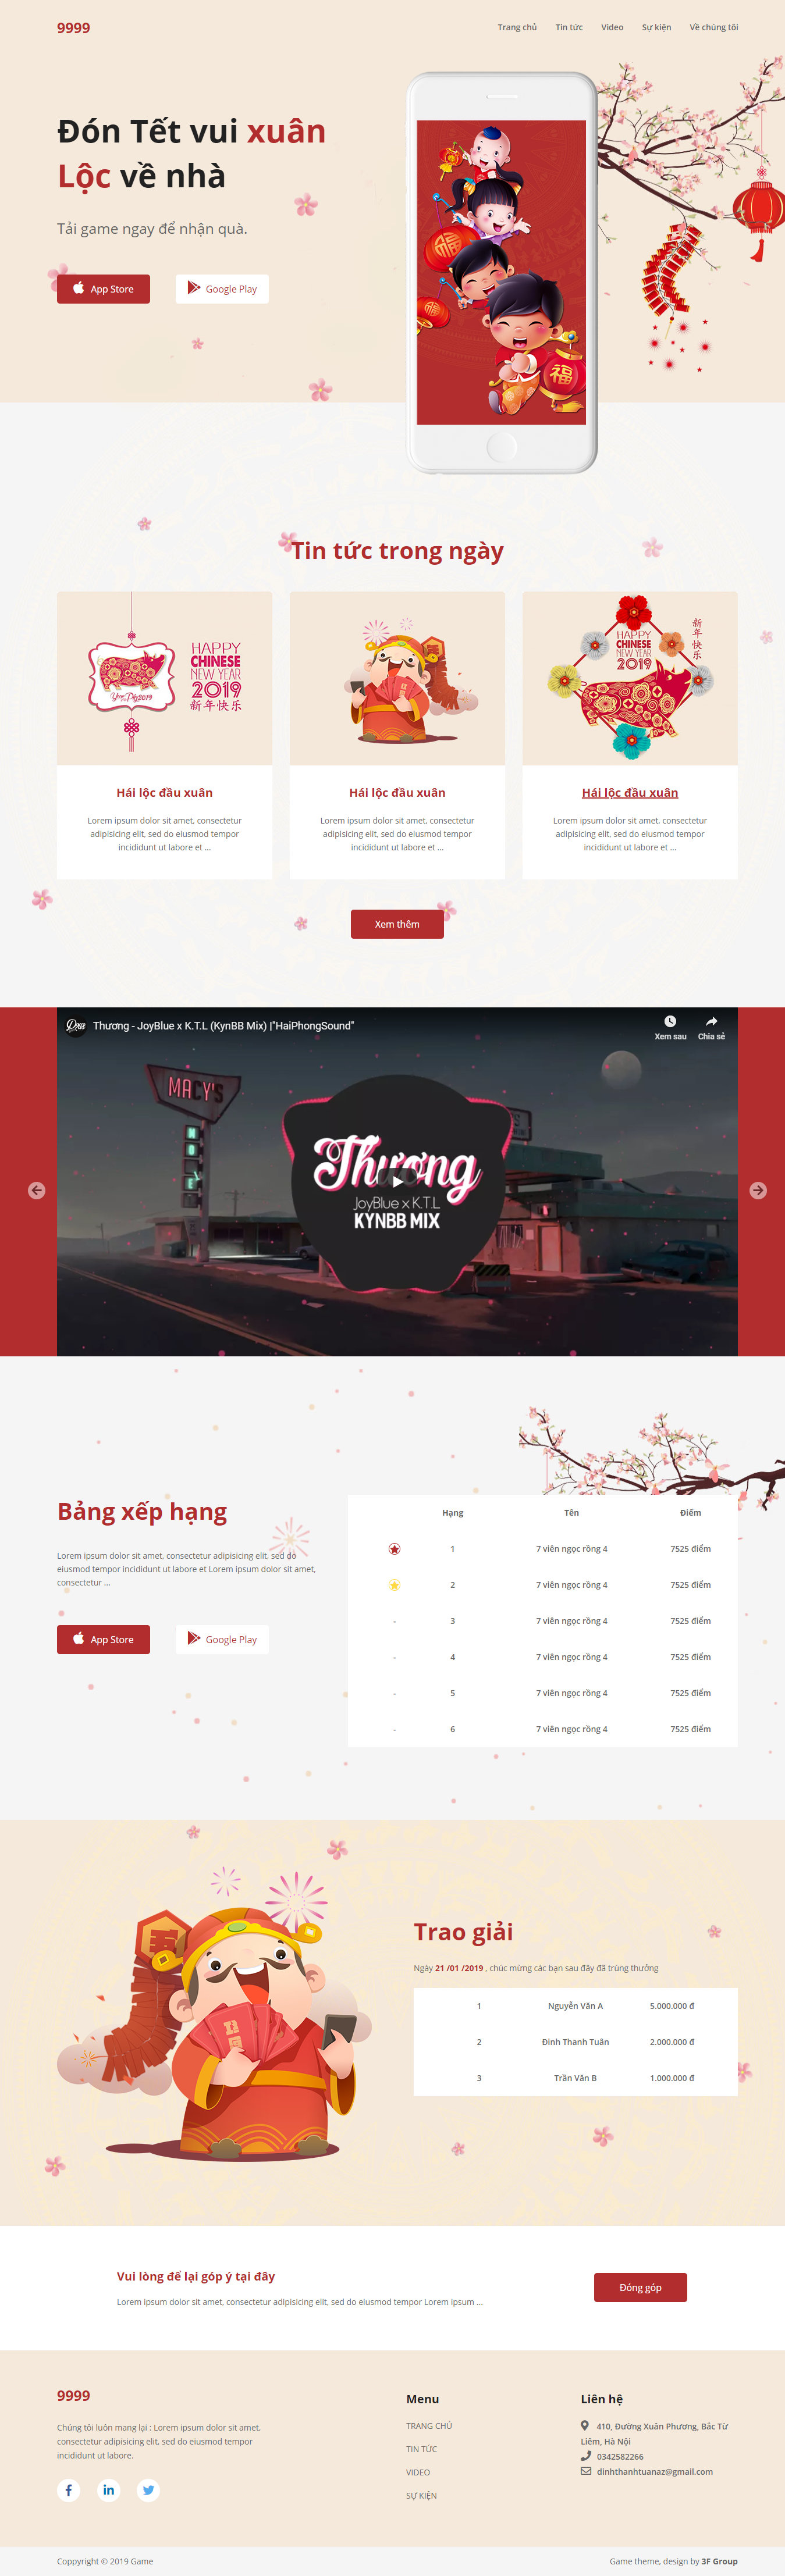 9999
Trang chủ Tin tức Video Sự kiện Về chúng tôi
Đón Tết vui xuân
Lộc về nhà
Tải game ngay để nhận quà.
App Store Google Play
福
Tin tức trong ngày
HAPPY
CHINESE
NEW YEAR
2019
新年快乐
HAPPY
CHINESE
NEW YEAR
2019
新年快乐
Hái lộc đầu xuân
Lorem ipsum dolor sit amet, consectetur
adipisicing elit, sed do eiusmod tempor
incididunt ut labore et ...
Hái lộc đầu xuân
Lorem ipsum dolor sit amet, consectetur
adipisicing elit, sed do eiusmod tempor
incididunt ut labore et ...
Hái lộc đầu xuân
Lorem ipsum dolor sit amet, consectetur
adipisicing elit, sed do eiusmod tempor
incididunt ut labore et ...
Xem thêm
Thương - JoyBlue x K.T.L (KynBB Mix) |"HaiPhongSound"
Xem sau Chia sẻ
MACY'S
Thương
JoyBlue x K.T.L
KYNBB MIX
Bảng xếp hạng
Lorem ipsum dolor sit amet, consectetur adipisicing elit, sed do
eiusmod tempor incididunt ut labore et Lorem ipsum dolor sit amet,
consectetur ...
App Store Google Play
Hạng Tên Điểm
1 7 viên ngọc rồng 4 7525 điểm
2 7 viên ngọc rồng 4 7525 điểm
- 3 7 viên ngọc rồng 4 7525 điểm
- 4 7 viên ngọc rồng 4 7525 điểm
- 5 7 viên ngọc rồng 4 7525 điểm
- 6 7 viên ngọc rồng 4 7525 điểm
Trao giải
Ngày 21 /01 /2019 , chúc mừng các bạn sau đây đã trúng thưởng
1 Nguyễn Văn A 5.000.000 đ
2 Đinh Thanh Tuân 2.000.000 đ
3 Trần Văn B 1.000.000 đ
Vui lòng để lại góp ý tại đây
Lorem ipsum dolor sit amet, consectetur adipisicing elit, sed do eiusmod tempor Lorem ipsum ...
Đóng góp
9999
Chúng tôi luôn mang lại : Lorem ipsum dolor sit amet,
consectetur adipisicing elit, sed do eiusmod tempor
incididunt ut labore.
Menu
TRANG CHỦ
TIN TỨC
VIDEO
SỰ KIỆN
Liên hệ
410, Đường Xuân Phương, Bắc Từ
Liêm, Hà Nội
0342582266
dinhthanhtuanaz@gmail.com
Coppyright © 2019 Game
Game theme, design by 3F Group